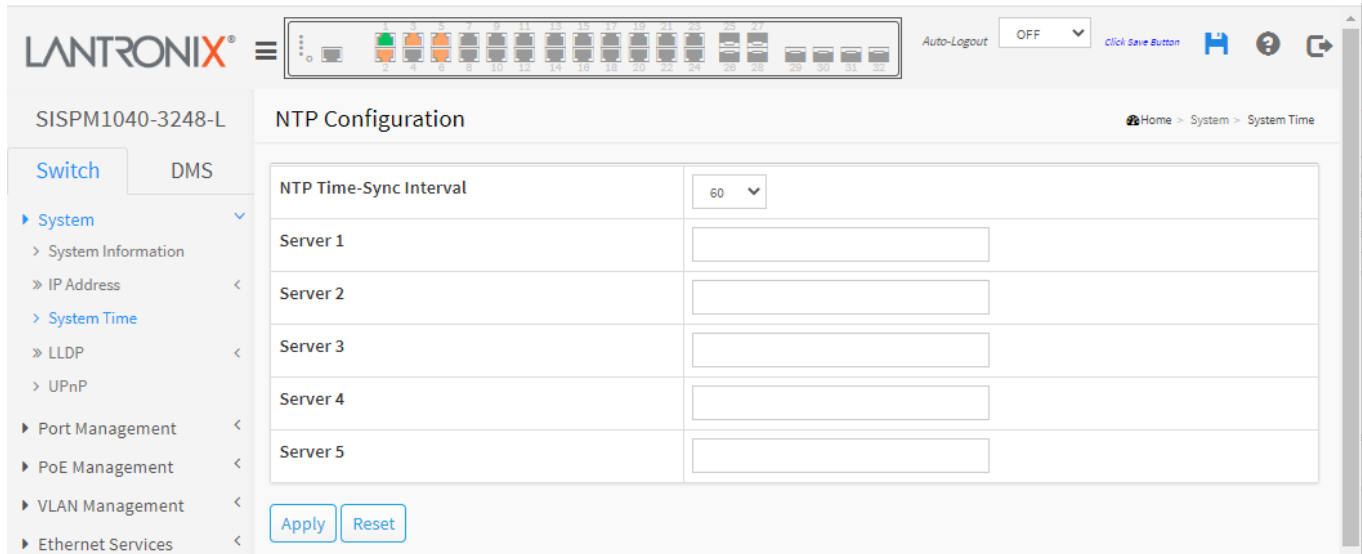 LANTRONIX®
1 3 5 7 9 11 13 15 17 19 21 23 25 27
2 4 6 8 10 12 14 16 18 20 22 24 26 28 29 30 31 32
Auto-Logout OFF Click Save Button
SISPM1040-3248-L
NTP Configuration
Home > System > System Time
Switch DMS
System
> System Information
» IP Address <
> System Time
» LLDP <
> UPnP
Port Management <
PoE Management <
VLAN Management <
Ethernet Services <
NTP Time-Sync Interval 60
Server 1
Server 2
Server 3
Server 4
Server 5
Apply Reset